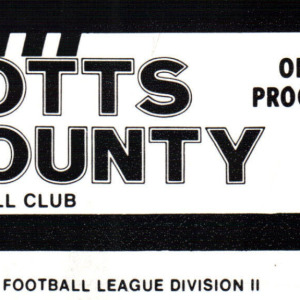 OTTS
OUNTY
LL CLUB
OF
PROG
FOOTBALL LEAGUE DIVISION II